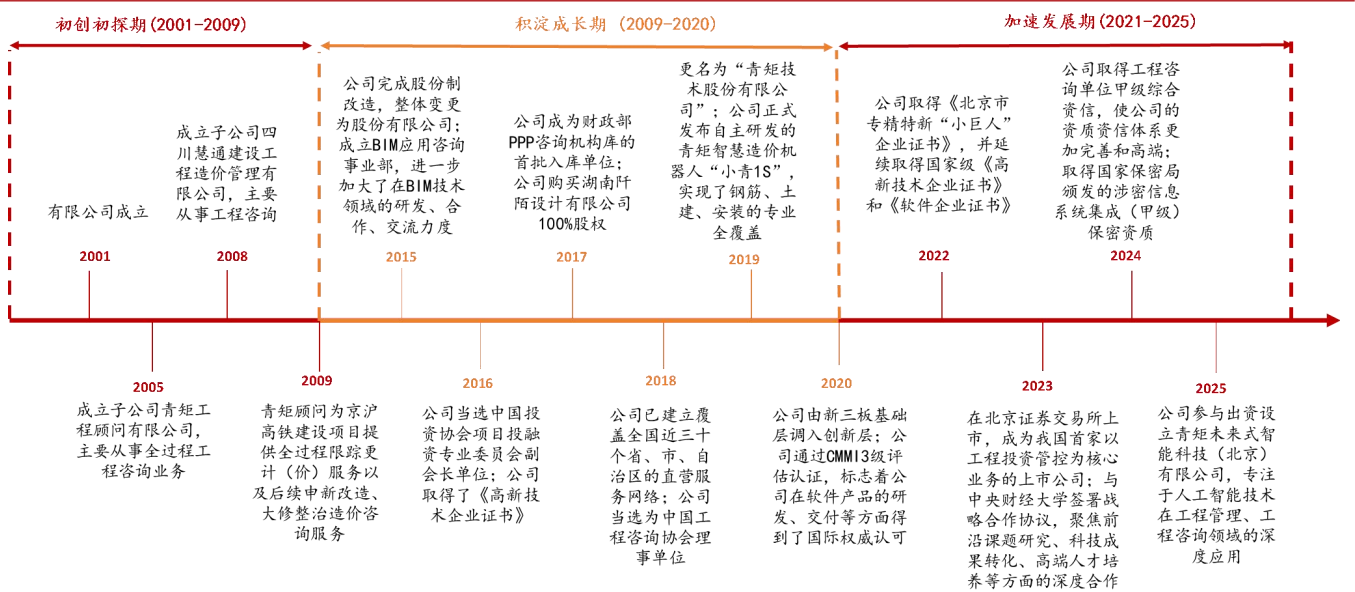 初创初探期(2001-2009)
积淀成长期 (2009-2020)
加速发展期(2021-2025)
有限公司成立
2001
成立子公司四
川慧通建设工
程造价管理有
限公司，主要
从事工程咨询
2008
公司完成股份制
改造，整体变更
为股份有限公司；
成立BIM应用咨询
事业部，进一步
加大了在BIM技术
领域的研发、合
作、交流力度
2015
公司成为财政部
PPP咨询机构库的
首批入库单位；
公司购买湖南阡
陌设计有限公司
100%股权
2017
更名为“青矩技
术股份有限公
司”；公司正式
发布自主研发的
青矩智慧造价机
器人“小青1S”，
实现了钢筋、土
建、安装的专业
全覆盖
2019
公司取得《北京市
专精特新“小巨人”
企业证书》，并延
续取得国家级《高
新技术企业证书》
和《软件企业证书》
2022
公司取得工程咨
询单位甲级综合
资信，使公司的
资质资信体系更
加完善和高端；
取得国家保密局
颁发的涉密信息
系统集成（甲级）
保密资质
2024
2005
成立子公司青矩工
程顾问有限公司，
主要从事全过程工
程咨询业务
2009
青矩顾问为京沪
高铁建设项目提
供全过程跟踪审
计（价）服务以
及后续申新改造、
大修整治造价咨
询服务
2016
公司当选中国投
资协会项目投融
资专业委员会副
会长单位；公司
取得了《高新技
术企业证书》
2018
公司已建立覆
盖全国近三十
个省、市、自
治区的直营服
务网络；公司
当选为中国工
程咨询协会理
事单位
2020
公司由新三板基础
层调入创新层；公
司通过CMMI3级评
估认证，标志着公
司在软件产品的研
发、交付等方面得
到了国际权威认可
2023
在北京证券交易所上
市，成为我国首家以
工程投资管控为核心
业务的上市公司；与
中央财经大学签署战
略合作协议，聚焦前
沿课题研究、科技成
果转化、高端人才培
养等方面的深度合作
2025
公司参与出资设
立青矩未来式智
能科技（北京）
有限公司，专注
于人工智能技术
在工程管理、工
程咨询领域的深
度应用